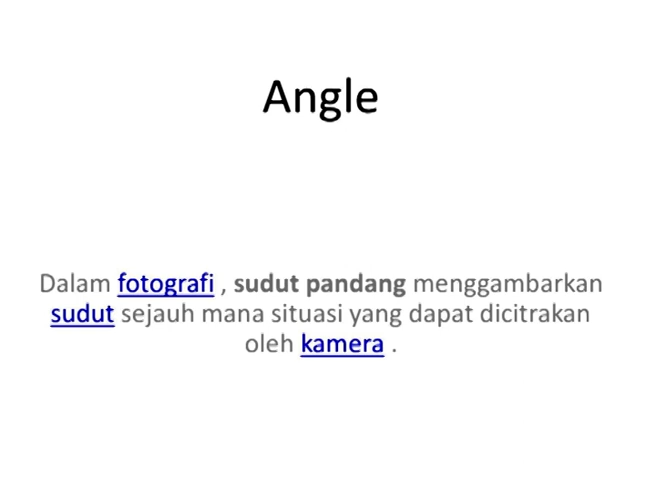 Angle
Dalam fotografi , sudut pandang menggambarkan
sudut sejauh mana situasi yang dapat dicitrakan
oleh kamera .